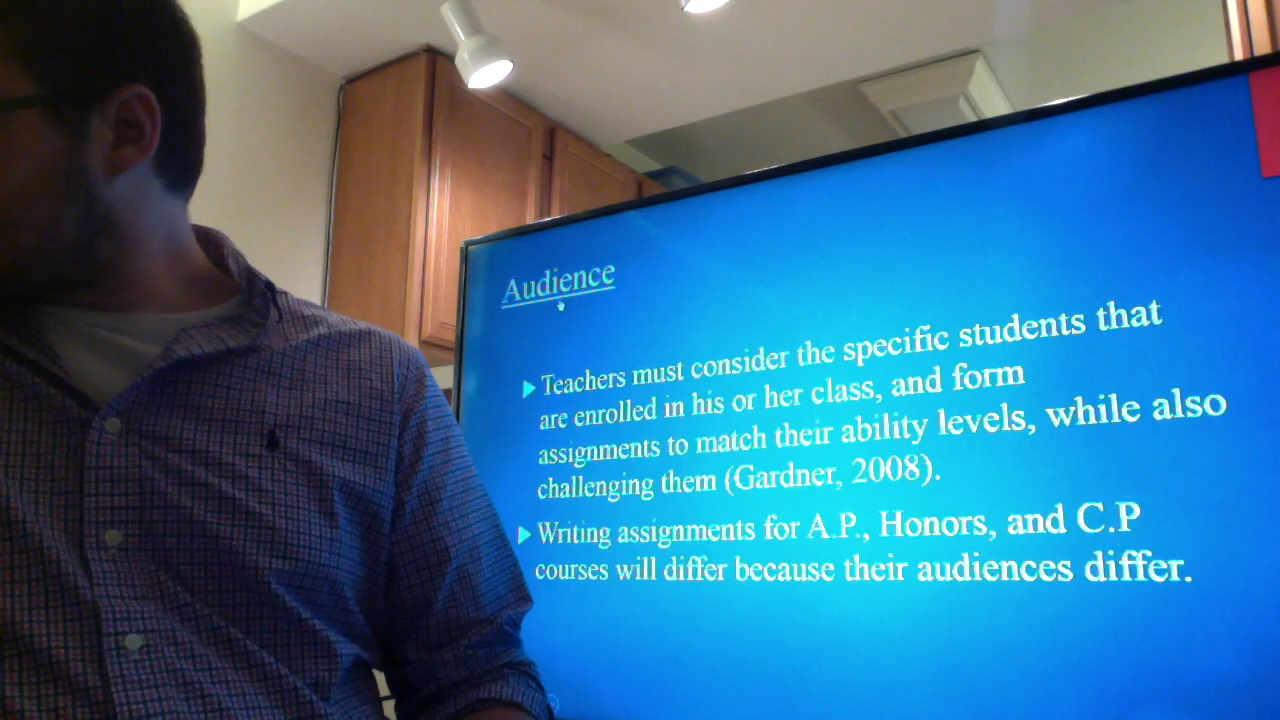 Audience
Teachers must consider the specific students that
are enrolled in his or her class, and form
assignments to match their ability levels, while also
challenging them (Gardner, 2008).
Writing assignments for A.P., Honors, and C.P
courses will differ because their audiences differ.